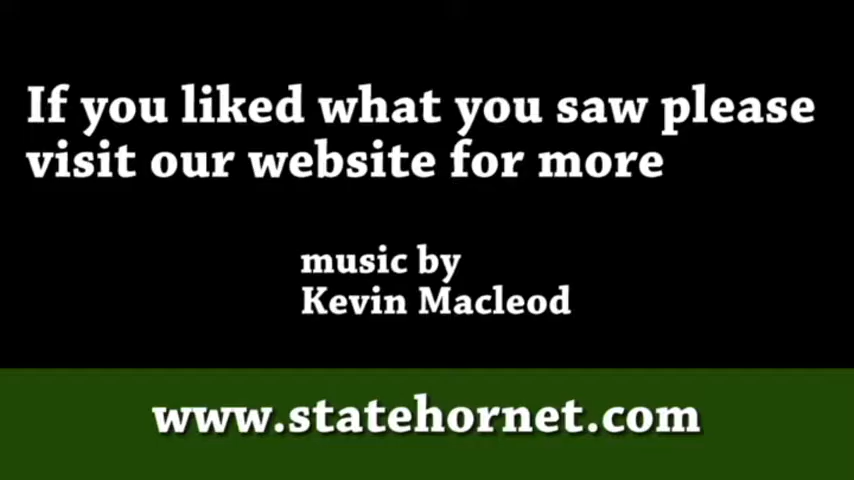 If you liked what you saw please
visit our website for more
music by
Kevin Macleod
www.statehornet.com